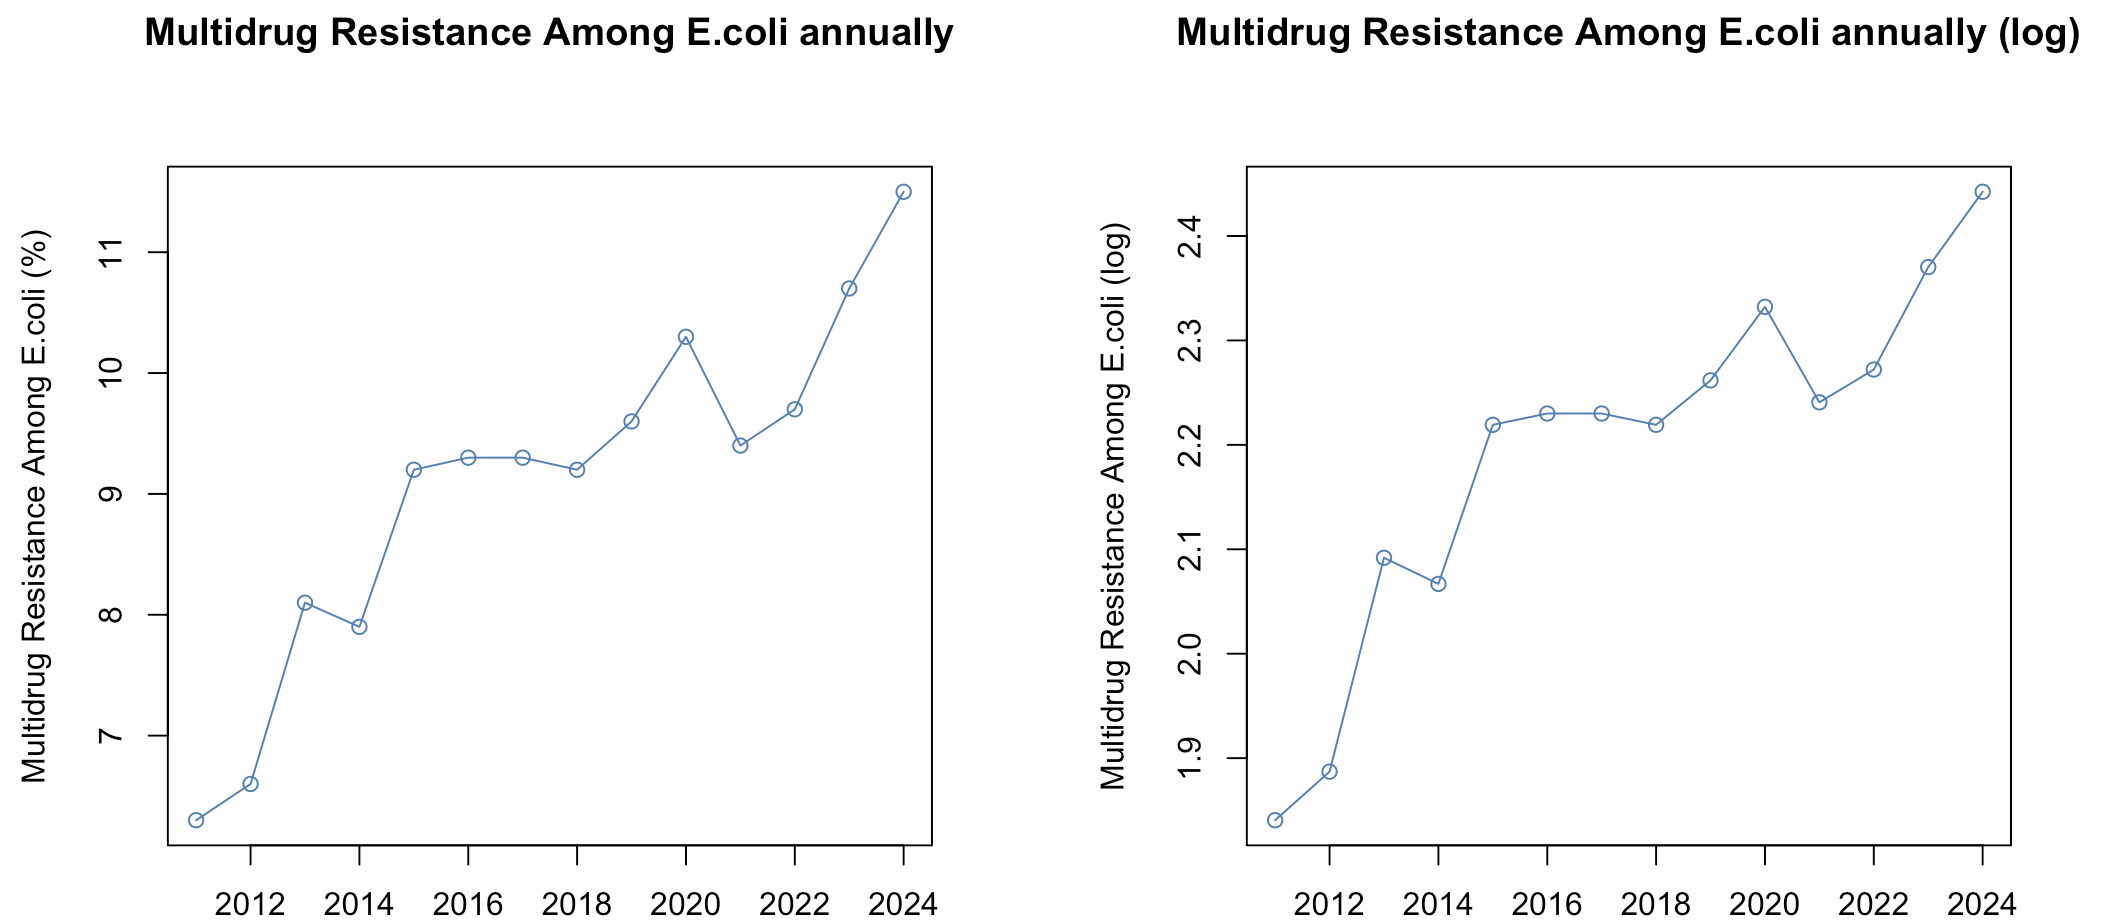 Multidrug Resistance Among E.coli annually
Multidrug Resistance Among E.coli (%)
11
10
9
8
7
2012 2014 2016 2018 2020 2022 2024
Multidrug Resistance Among E.coli annually (log)
Multidrug Resistance Among E.coli (log)
2.4
2.3
2.2
2.1
2.0
1.9
2012 2014 2016 2018 2020 2022 2024